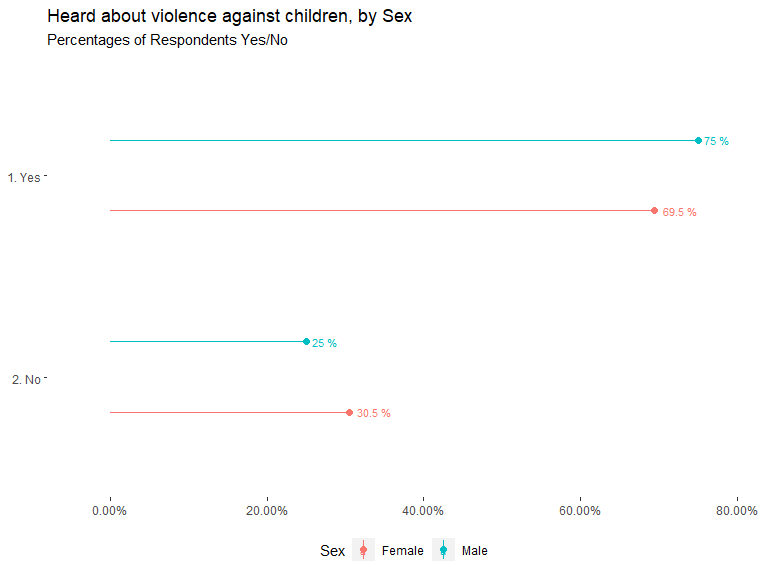 Heard about violence against children, by Sex
Percentages of Respondents Yes/No
75 %
1. Yes
69.5 %
25 %
2. No
30.5 %
0.00% 20.00% 40.00% 60.00% 80.00%
Sex Female Male